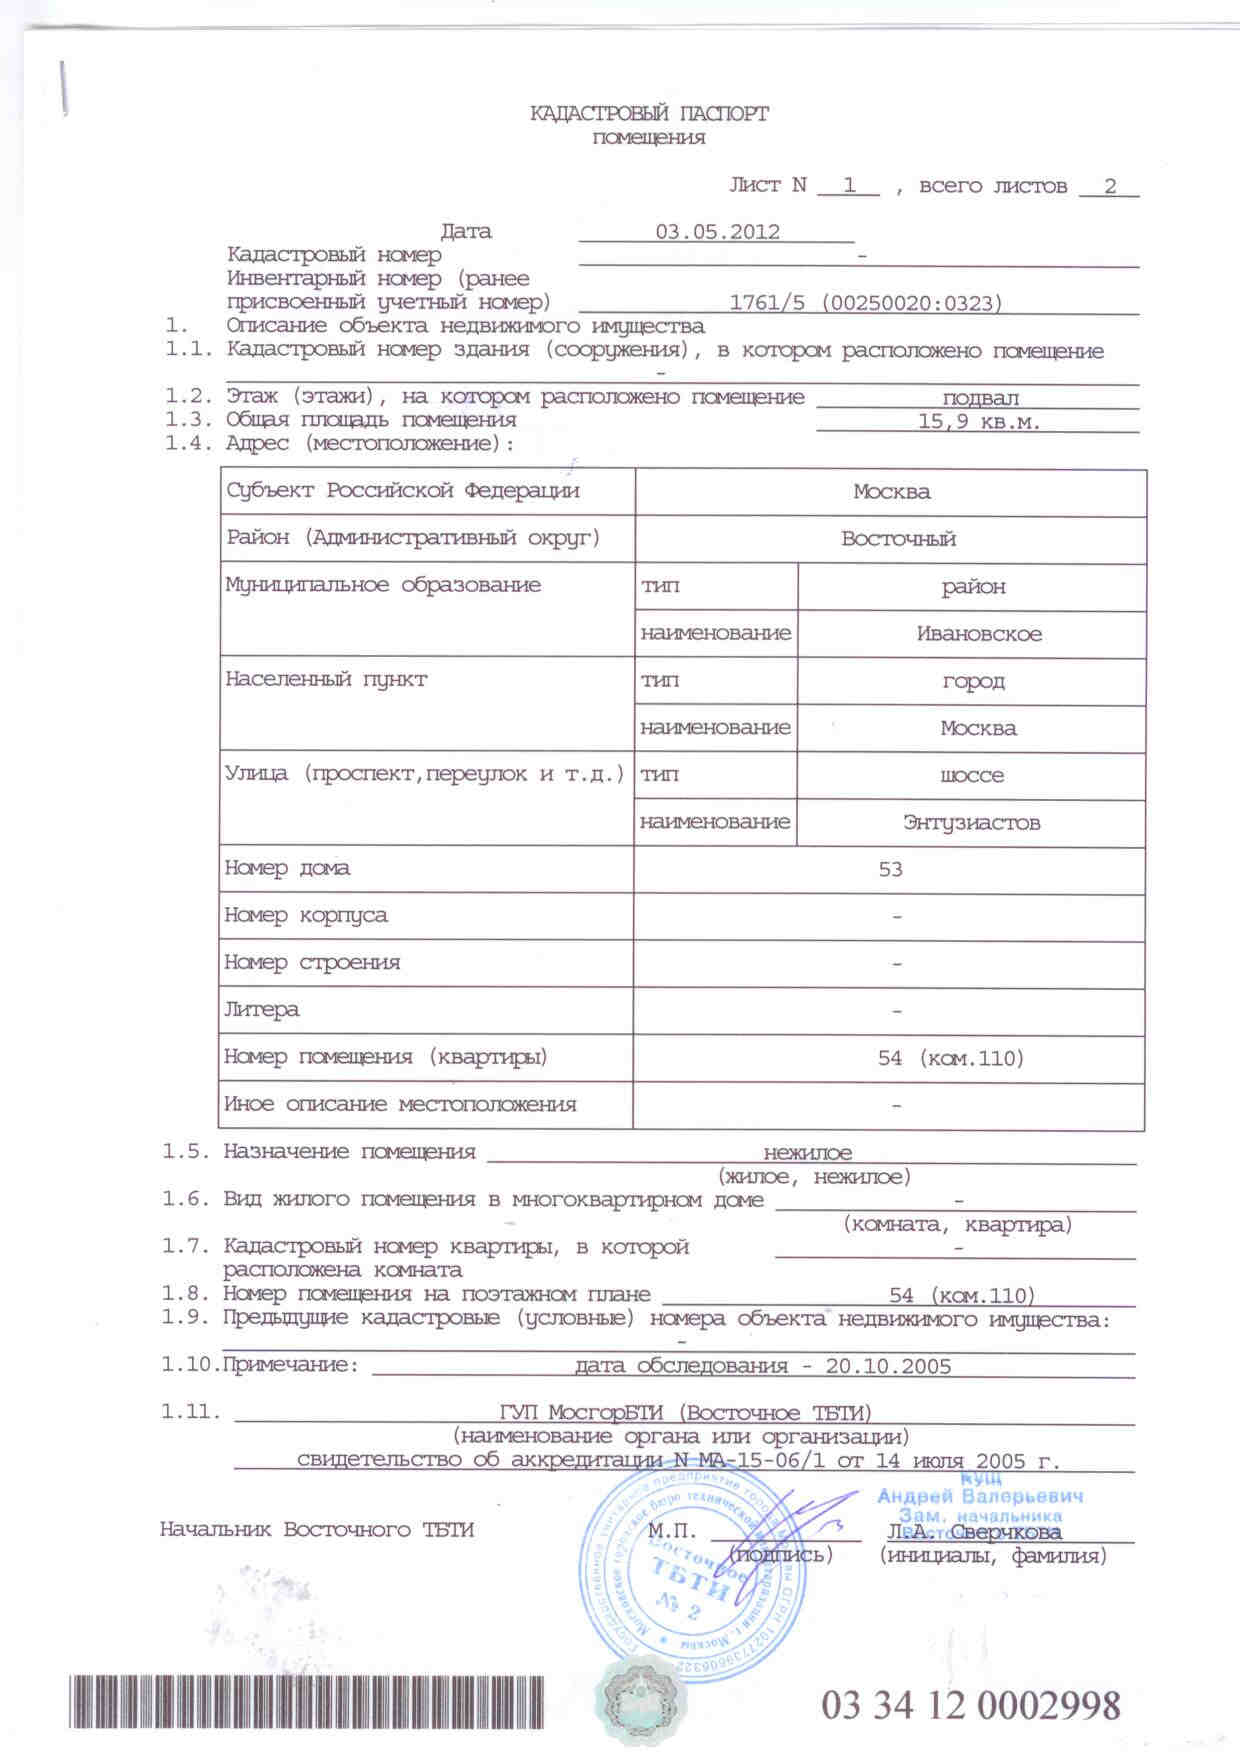 КАДАСТРОВЫЙ ПАСПОРТ
помещения
Лист N 1 , всего листов 2
Дата 03.05.2012
Кадастровый номер -
Инвентарный номер (ранее
присвоенный учетный номер) 1761/5 (00250020:0323)
1. Описание объекта недвижимого имущества
1.1. Кадастровый номер здания (сооружения), в котором расположено помещение
-
1.2. Этаж (этажи), на котором расположено помещение подвал
1.3. Общая площадь помещения 15,9 кв.м.
1.4. Адрес (местоположение):
Субъект Российской Федерации Москва
Район (Административный округ) Восточный
Муниципальное образование тип район
наименование Ивановское
Населенный пункт тип город
наименование Москва
Улица (проспект,переулок и т.д.) тип шоссе
наименование Энтузиастов
Номер дома 53
Номер корпуса -
Номер строения -
Литера -
Номер помещения (квартиры) 54 (ком.110)
Иное описание местоположения -
1.5. Назначение помещения нежилое
(жилое, нежилое)
1.6. Вид жилого помещения в многоквартирном доме -
(комната, квартира)
1.7. Кадастровый номер квартиры, в которой -
расположена комната
1.8. Номер помещения на поэтажном плане 54 (ком.110)
1.9. Предыдущие кадастровые (условные) номера объекта недвижимого имущества:
-
1.10.Примечание: дата обследования - 20.10.2005
1.11. ГУП МосгорБТИ (Восточное ТБТИ)
(наименование органа или организации)
свидетельство об аккредитации N МА-15-06/1 от 14 июля 2005 г.
КУЩ
Андрей Валерьевич
Зам. начальника
Начальник Восточного ТБТИ М.П. Л.А. Сверчкова
(подпись) (инициалы, фамилия)
Восточное
ТБТИ
№ 2
03 34 12 0002998